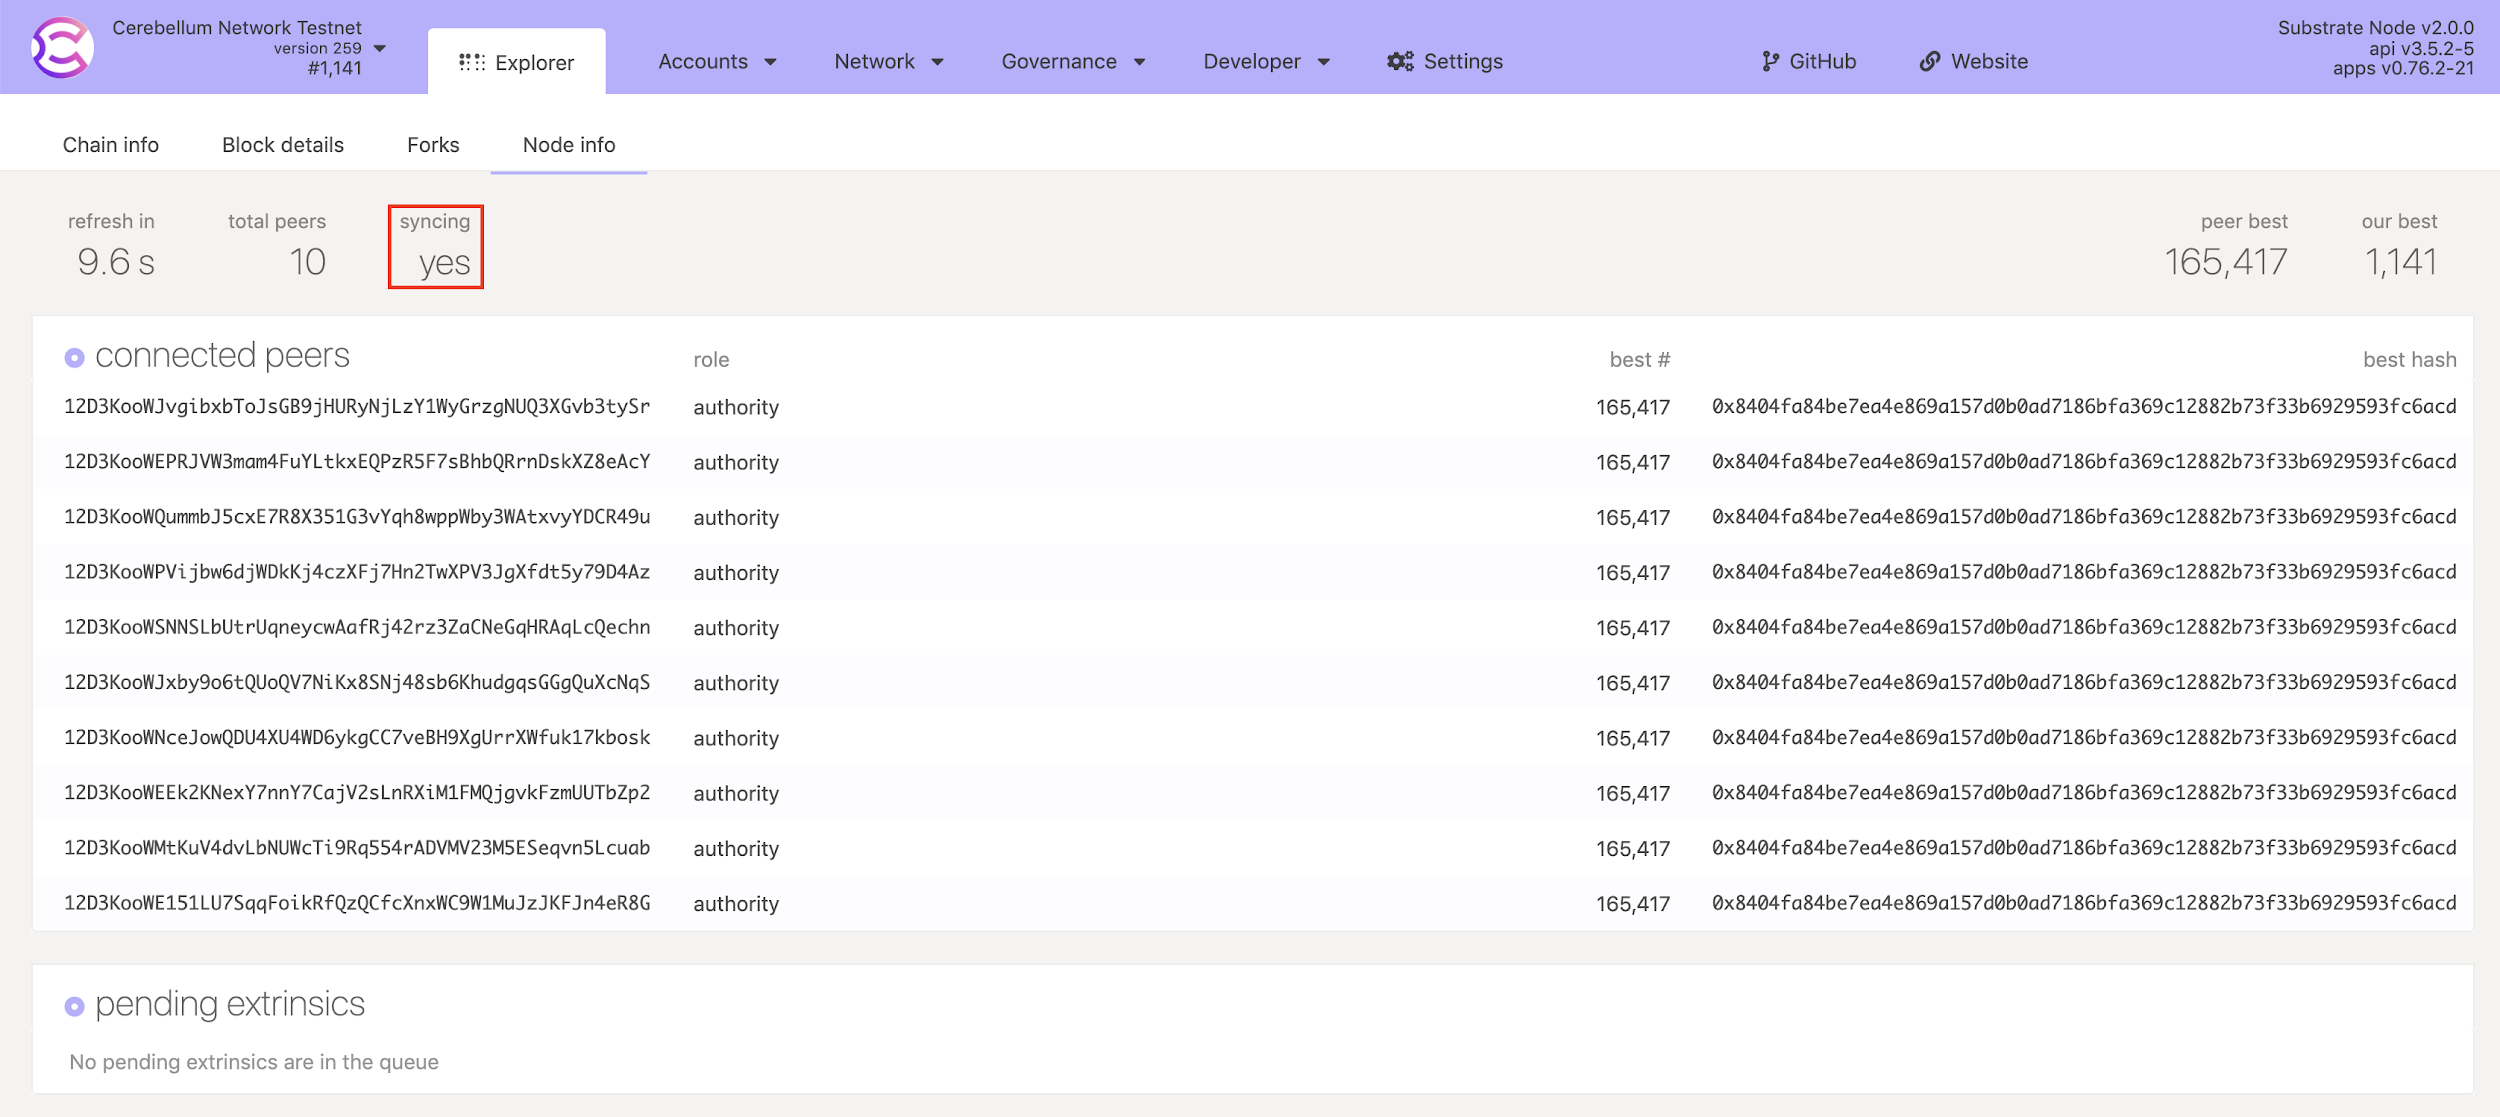 Cerebellum Network Testnet
version 259
#1,141
Explorer
Accounts
Network
Governance
Developer
Settings
GitHub
Website
Substrate Node v2.0.0
api v3.5.2-5
apps v0.76.2-21
Chain info
Block details
Forks
Node info
refresh in
9.6 s
total peers
10
syncing
yes
peer best
165,417
our best
1,141
connected peers role best # best hash
12D3KooWJvgibxbToJsGB9jHURyNjLzY1WyGrzgNUQ3XGvb3tySr authority 165,417 0x8404fa84be7ea4e869a157d0b0ad7186bfa369c12882b73f33b6929593fc6acd
12D3KooWEPRJVW3mam4FuYLtkxEQPzR5F7sBhbQRrnDskXZ8eAcY authority 165,417 0x8404fa84be7ea4e869a157d0b0ad7186bfa369c12882b73f33b6929593fc6acd
12D3KooWQummbJ5cxE7R8X351G3vYqh8wppWby3WAtxvyYDCR49u authority 165,417 0x8404fa84be7ea4e869a157d0b0ad7186bfa369c12882b73f33b6929593fc6acd
12D3KooWPVijbw6djWDkKj4czXFj7Hn2TwXPV3JgXfdt5y79D4Az authority 165,417 0x8404fa84be7ea4e869a157d0b0ad7186bfa369c12882b73f33b6929593fc6acd
12D3KooWSNNSLbUtrUqneycwAafRj42rz3ZaCNeGqHRAqLcQechn authority 165,417 0x8404fa84be7ea4e869a157d0b0ad7186bfa369c12882b73f33b6929593fc6acd
12D3KooWJxby9o6tQUoQV7NiKx8SNj48sb6KhudgqsGGgQuXcNqS authority 165,417 0x8404fa84be7ea4e869a157d0b0ad7186bfa369c12882b73f33b6929593fc6acd
12D3KooWNceJowQDU4XU4WD6ykgCC7veBH9XgUrrXWfuk17kbosk authority 165,417 0x8404fa84be7ea4e869a157d0b0ad7186bfa369c12882b73f33b6929593fc6acd
12D3KooWEEk2KNexY7nnY7CajV2sLnRXiM1FMQjgvkFzmUUTbZp2 authority 165,417 0x8404fa84be7ea4e869a157d0b0ad7186bfa369c12882b73f33b6929593fc6acd
12D3KooWMtKuV4dvLbNUWcTi9Rq554rADVMV23M5ESeqvn5Lcuab authority 165,417 0x8404fa84be7ea4e869a157d0b0ad7186bfa369c12882b73f33b6929593fc6acd
12D3KooWE151LU7SqqFoikRfQzQCfcXnxWC9W1MuJzJKFJn4eR8G authority 165,417 0x8404fa84be7ea4e869a157d0b0ad7186bfa369c12882b73f33b6929593fc6acd
pending extrinsics
No pending extrinsics are in the queue